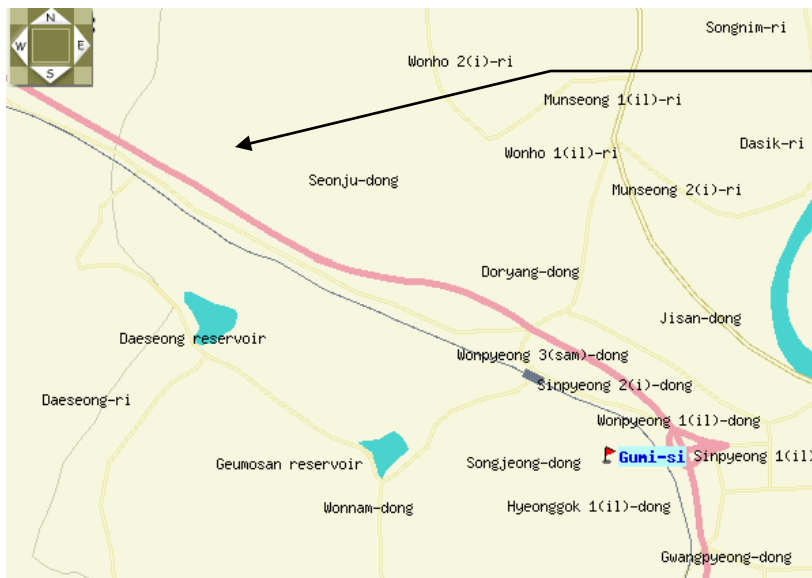 N
W E
S
Songnim-ri
Wonho 2(i)-ri
Munseong 1(il)-ri
Dasik-ri
Wonho 1(il)-ri
Seonju-dong
Munseong 2(i)-ri
Doryang-dong
Jisan-dong
Daeseong reservoir
Wonpyeong 3(sam)-dong
Sinpyeong 2(i)-dong
Daeseong-ri
Wonpyeong 1(il)-dong
Gumi-si
Sinpyeong 1(il)
Geumosan reservoir
Songjeong-dong
Wonnam-dong
Hyeonggok 1(il)-dong
Gwangpyeong-dong